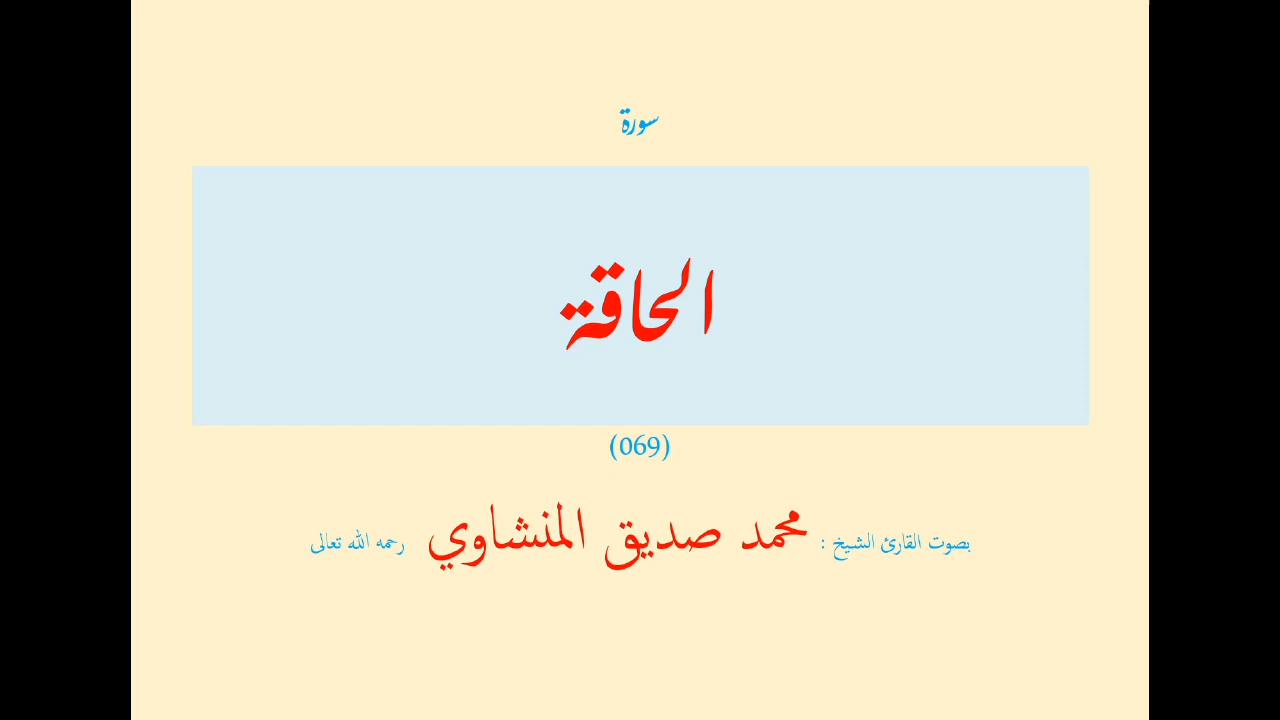 سورة
الحاقة
(069)
بصوت القارئ الشيخ : محمد صديق المنشاوي رحمه الله تعالى